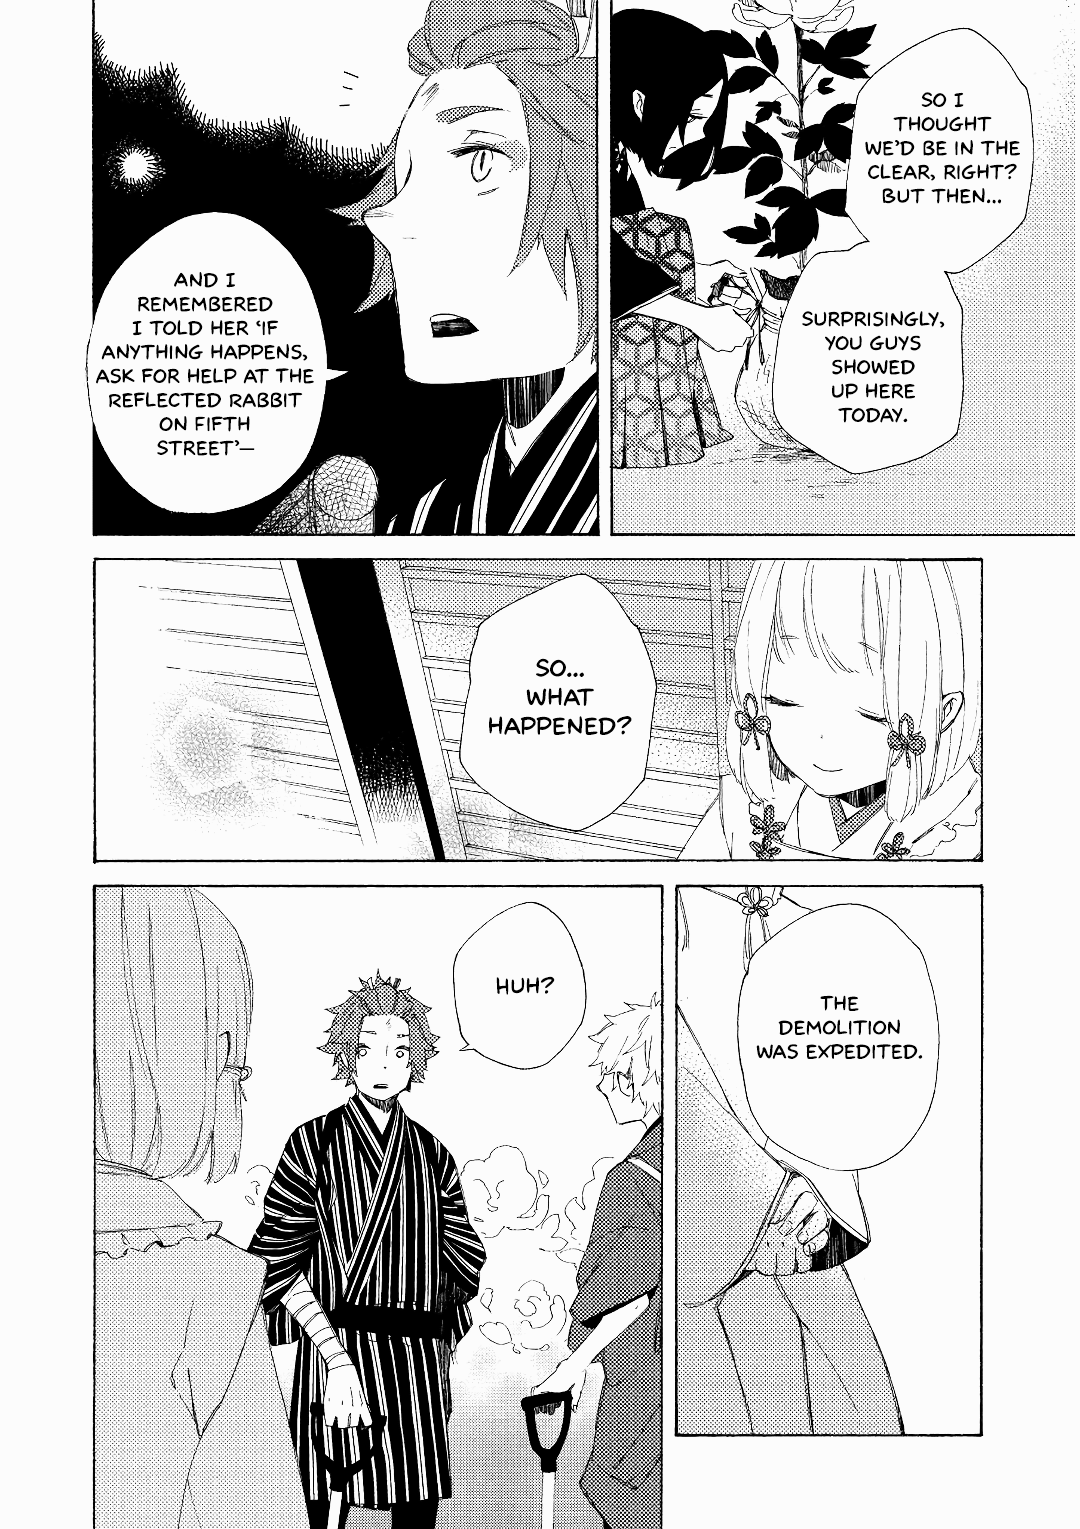 SO I
THOUGHT
WE'D BE IN THE
CLEAR, RIGHT?
BUT THEN...
SURPRISINGLY,
YOU GUYS
SHOWED
UP HERE
TODAY.
AND I
REMEMBERED
I TOLD HER 'IF
ANYTHING HAPPENS,
ASK FOR HELP AT THE
REFLECTED RABBIT
ON FIFTH
STREET'—
SO...
WHAT
HAPPENED?
THE
DEMOLITION
WAS EXPEDITED.
HUH?